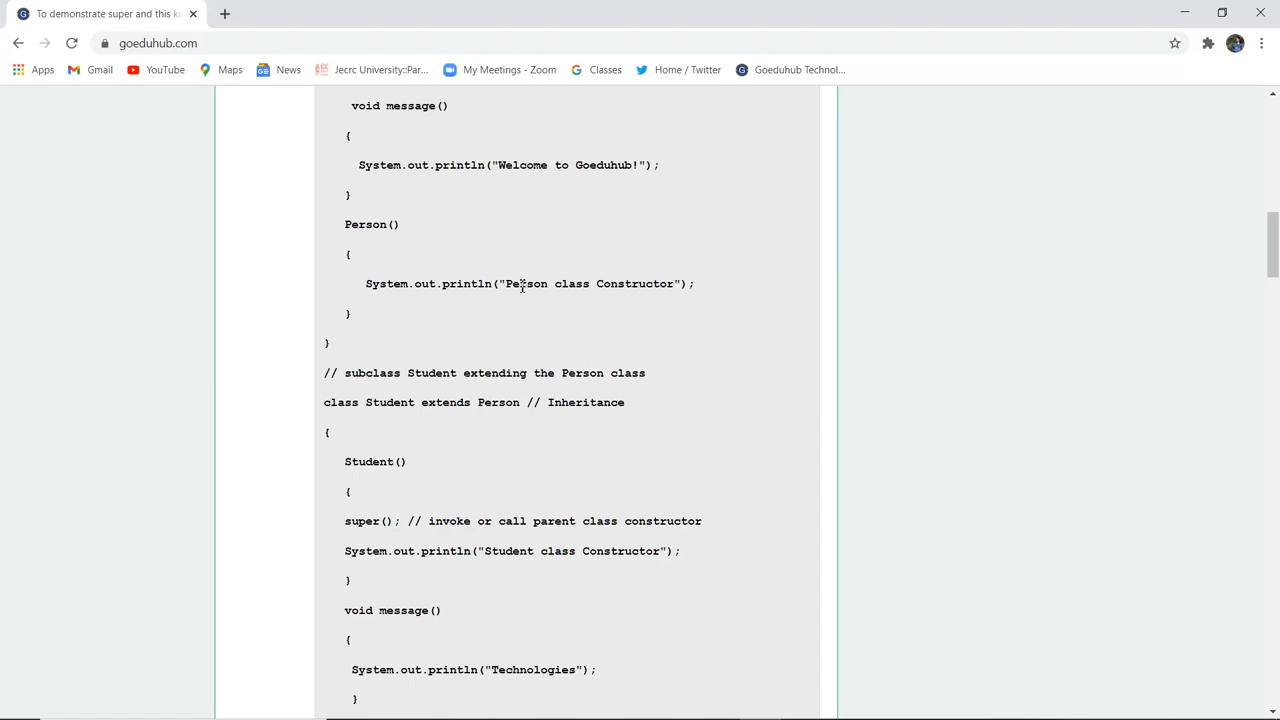 To demonstrate super and this k
goeduhub.com
Apps
Gmail
YouTube
Maps
News
Jecrc University::Par...
My Meetings - Zoom
Classes
Home / Twitter
Goeduhub Technol...
void message()
{
System.out.println("Welcome to Goeduhub!");
}
Person()
{
System.out.println("Person class Constructor");
}
}
// subclass Student extending the Person class
class Student extends Person // Inheritance
{
Student()
{
super(); // invoke or call parent class constructor
System.out.println("Student class Constructor");
}
void message()
{
System.out.println("Technologies");
}